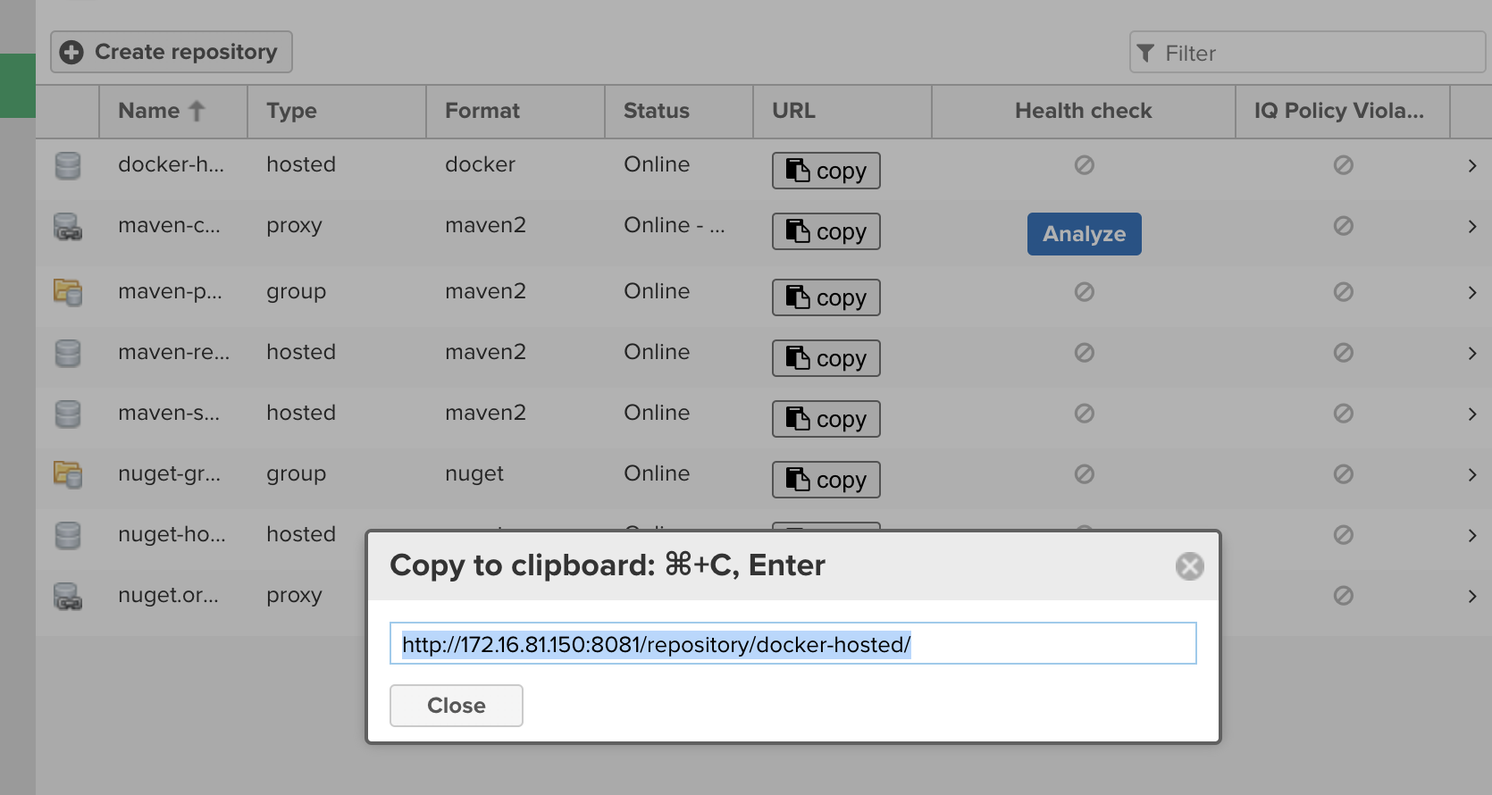 Create repository
Filter
Name Type Format Status URL Health check IQ Policy Viola...
docker-h... hosted docker Online copy
maven-c... proxy maven2 Online - ... copy Analyze
maven-p... group maven2 Online copy
maven-re... hosted maven2 Online copy
maven-s... hosted maven2 Online copy
nuget-gr... group nuget Online copy
nuget-ho... hosted
nuget.or... proxy
Copy to clipboard: ⌘+C, Enter
http://172.16.81.150:8081/repository/docker-hosted/
Close